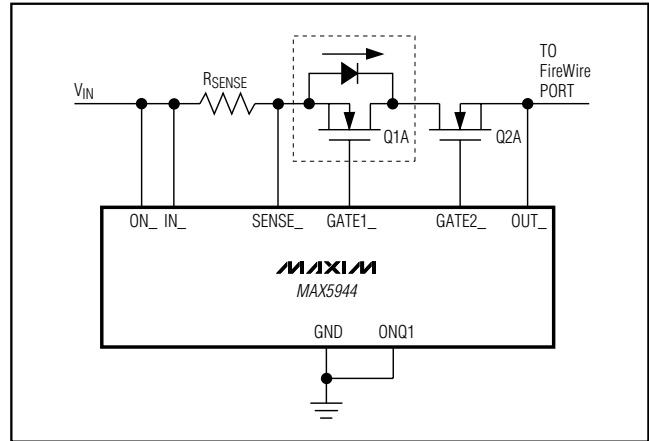 TO
FireWire
PORT
VIN
RSENSE
Q1A
Q2A
ON_ IN_ SENSE_ GATE1_ GATE2_ OUT_
MAXIM
MAX5944
GND ONQ1